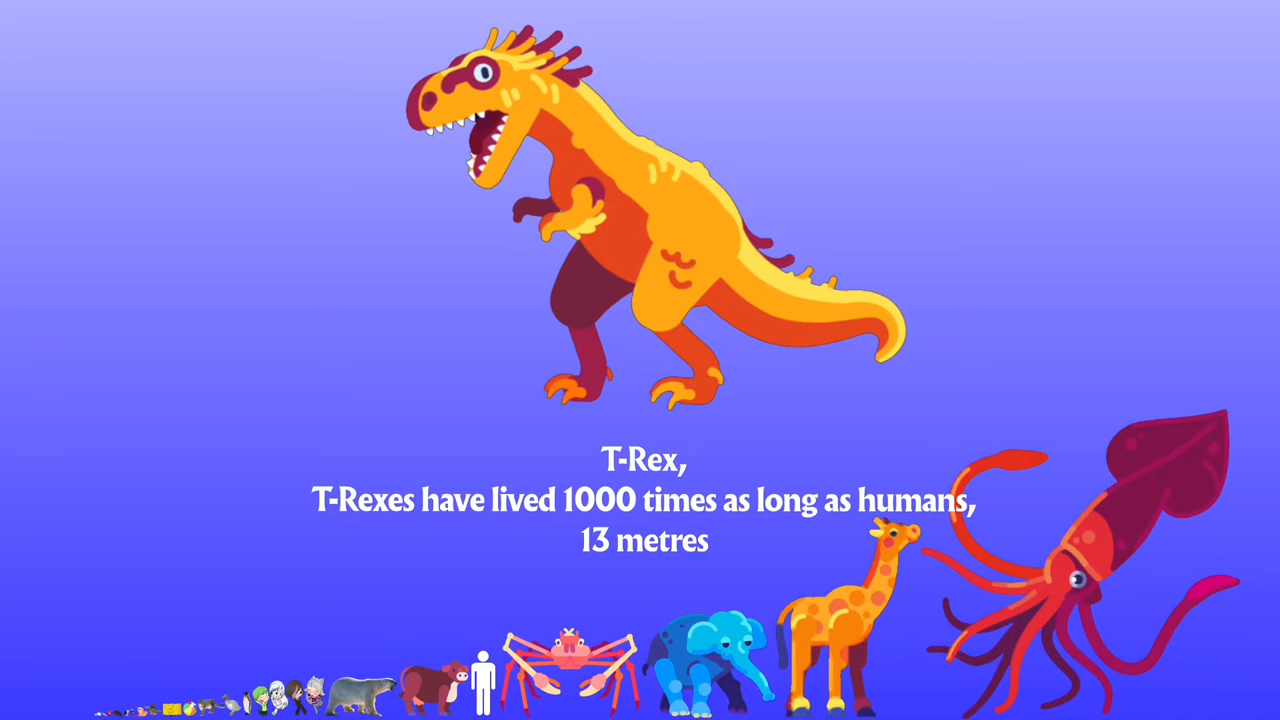 T-Rex,
T-Rexes have lived 1000 times as long as humans,
13 metres